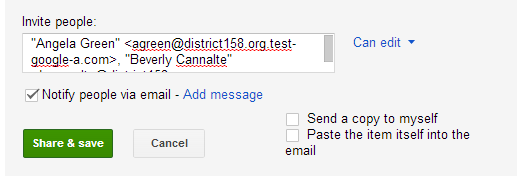 Invite people:
"Angela Green" <agreen@district158.org.test-
google-a.com>, "Beverly Cannalte"
Can edit
Notify people via email - Add message
Send a copy to myself
Paste the item itself into the
email
Share & save
Cancel